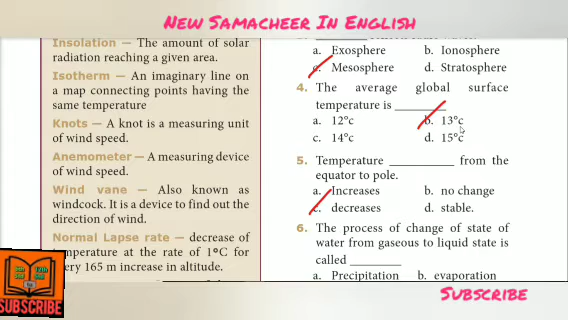 New Samacheer In English
Insolation — The amount of solar
radiation reaching a given area.
Isotherm — An imaginary line on
a map connecting points having the
same temperature
Knots — A knot is a measuring unit
of wind speed.
Anemometer — A measuring device
of wind speed.
Wind vane — Also known as
windcock. It is a device to find out the
direction of wind.
Normal Lapse rate — decrease of
temperature at the rate of 1°C for
every 165 m increase in altitude.
a. Exosphere b. Ionosphere
c. Mesosphere d. Stratosphere
4. The average global surface
temperature is ________
a. 12°c b. 13°c
c. 14°c d. 15°c
5. Temperature __________ from the
equator to pole.
a. Increases b. no change
c. decreases d. stable.
6. The process of change of state of
water from gaseous to liquid state is
called ________
a. Precipitation b. evaporation
SUBSCRIBE
Subscribe